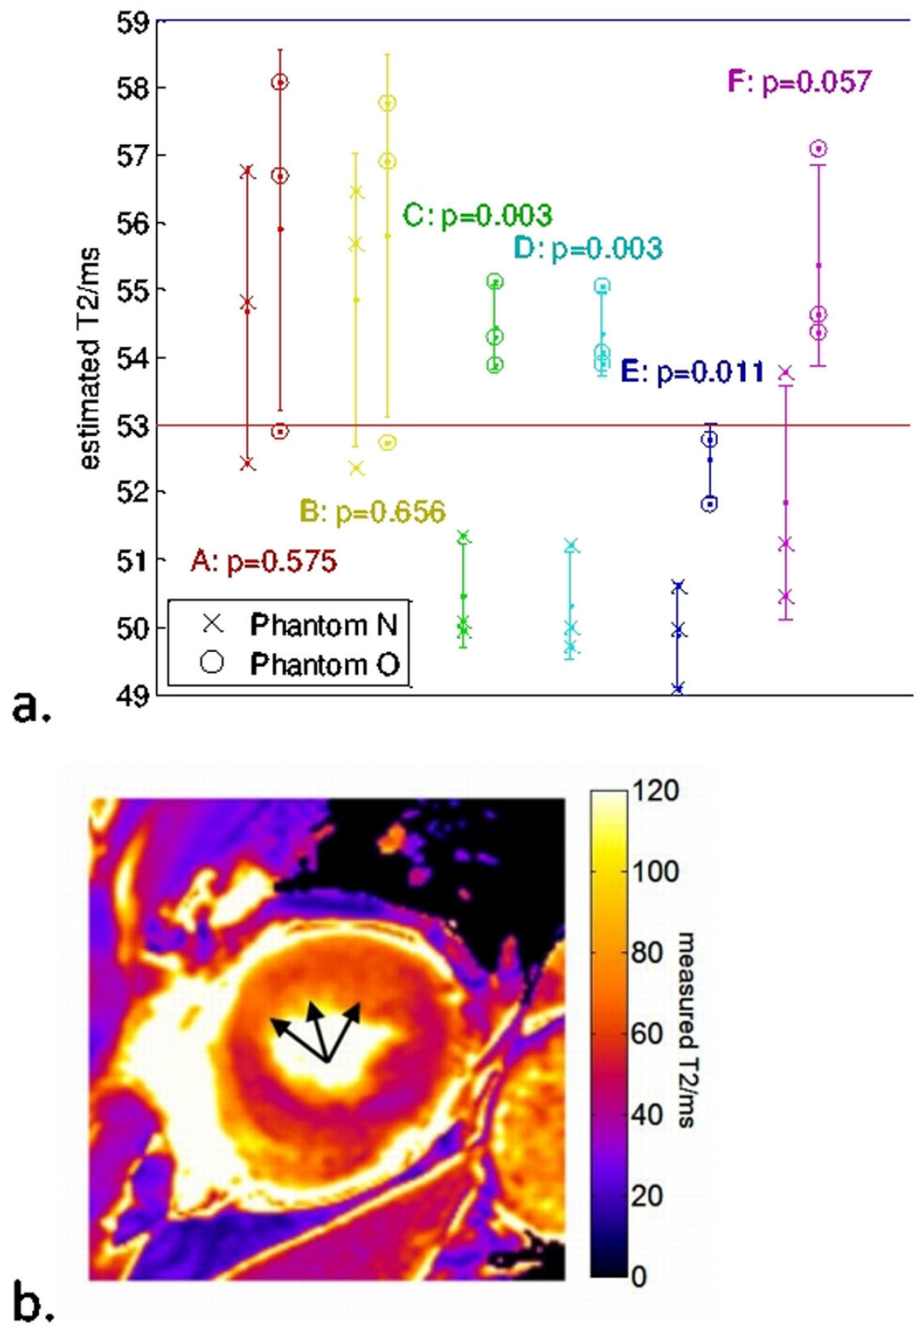 59
58
57
56
55
54
53
52
51
50
49
estimated T2/ms
F: p=0.057
C: p=0.003
D: p=0.003
E: p=0.011
B: p=0.656
A: p=0.575
Phantom N
Phantom O
a.
120
100
80
60
40
20
0
measured T2/ms
b.